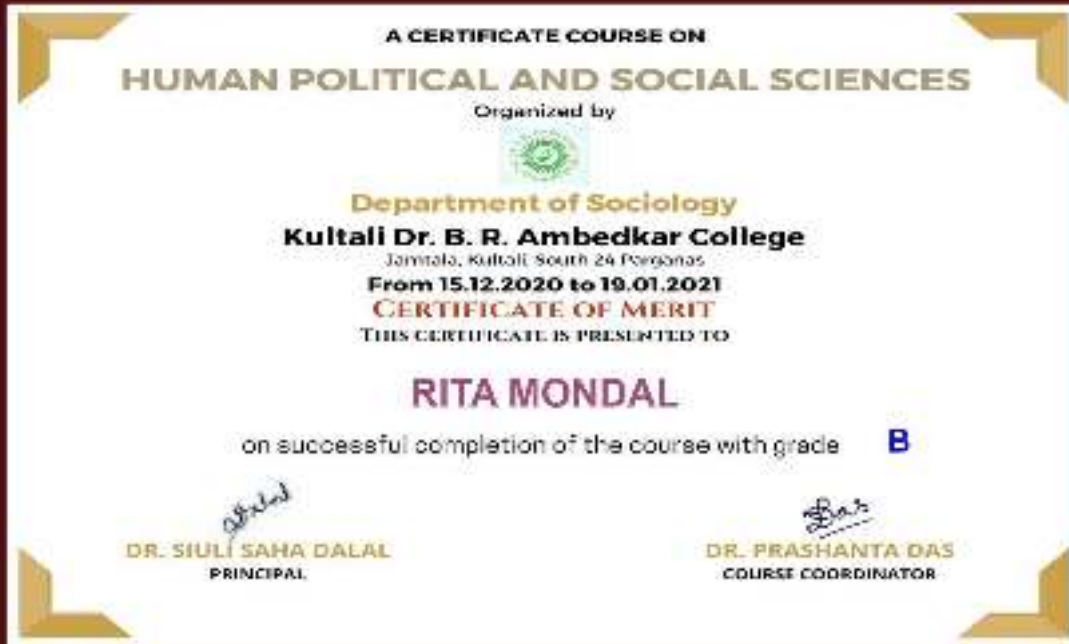 A CERTIFICATE COURSE ON
HUMAN POLITICAL AND SOCIAL SCIENCES
Organized by
Department of Sociology
Kultali Dr. B. R. Ambedkar College
Jamtala, Kultali, South 24 Parganas
From 15.12.2020 to 19.01.2021
CERTIFICATE OF MERIT
THIS CERTIFICATE IS PRESENTED TO
RITA MONDAL
on successful completion of the course with grade B
Das
DR. SIULI SAHA DALAL
DR. PRASHANTA DAS
PRINCIPAL
COURSE COORDINATOR